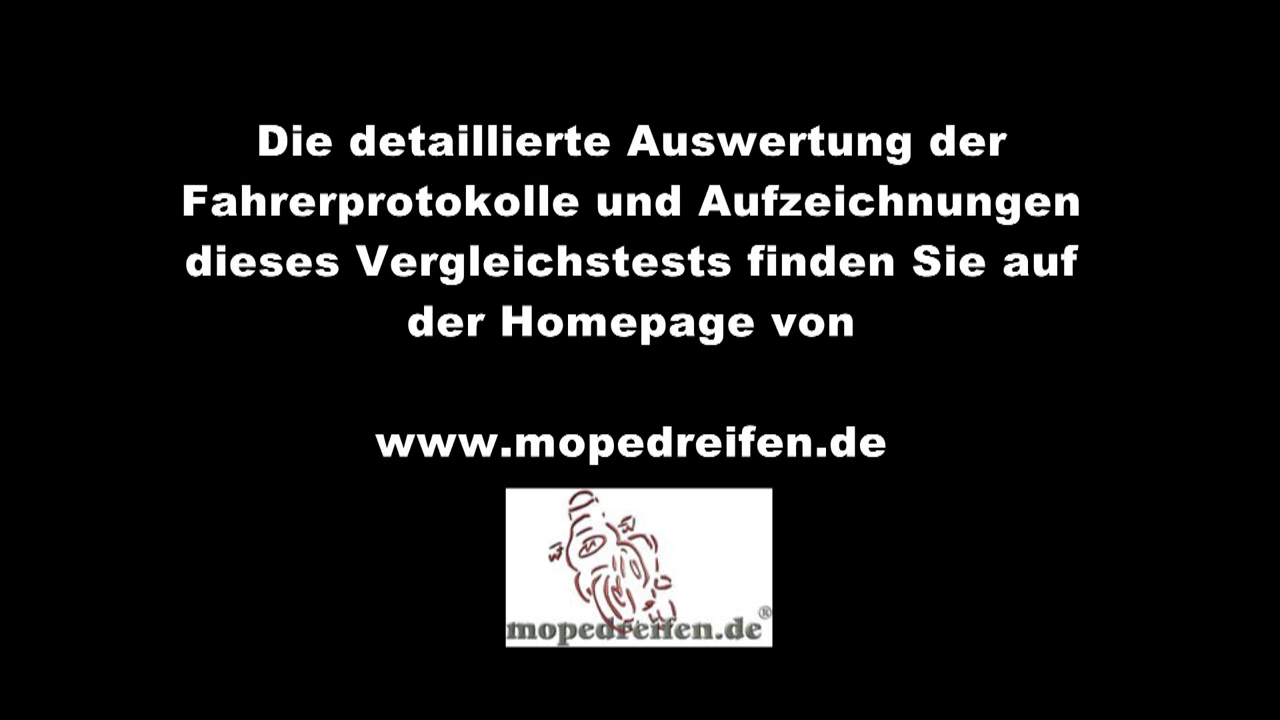 Die detaillierte Auswertung der
Fahrerprotokolle und Aufzeichnungen
dieses Vergleichstests finden Sie auf
der Homepage von
www.mopedreifen.de
mopedreifen.de®